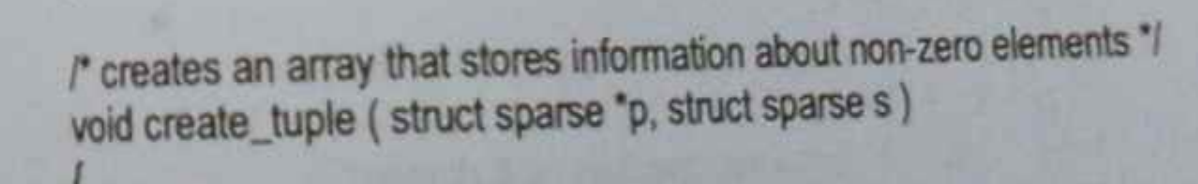 /* creates an array that stores information about non-zero elements */
void create_tuple ( struct sparse *p, struct sparse s )
{